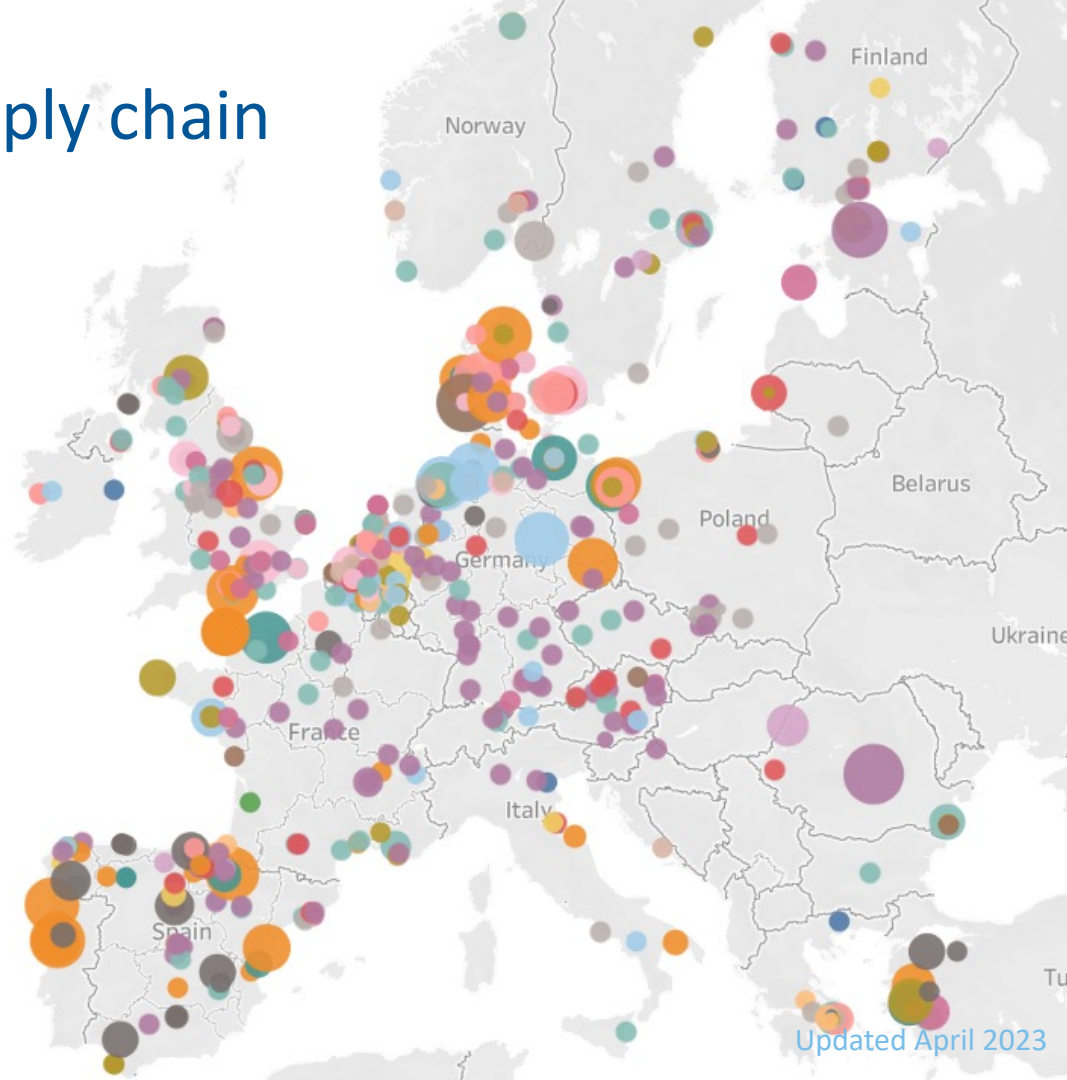 ply chain
Finland
Norway
Belarus
Poland
Germany
Ukraine
France
Italy
Spain
Tu
Updated April 2023